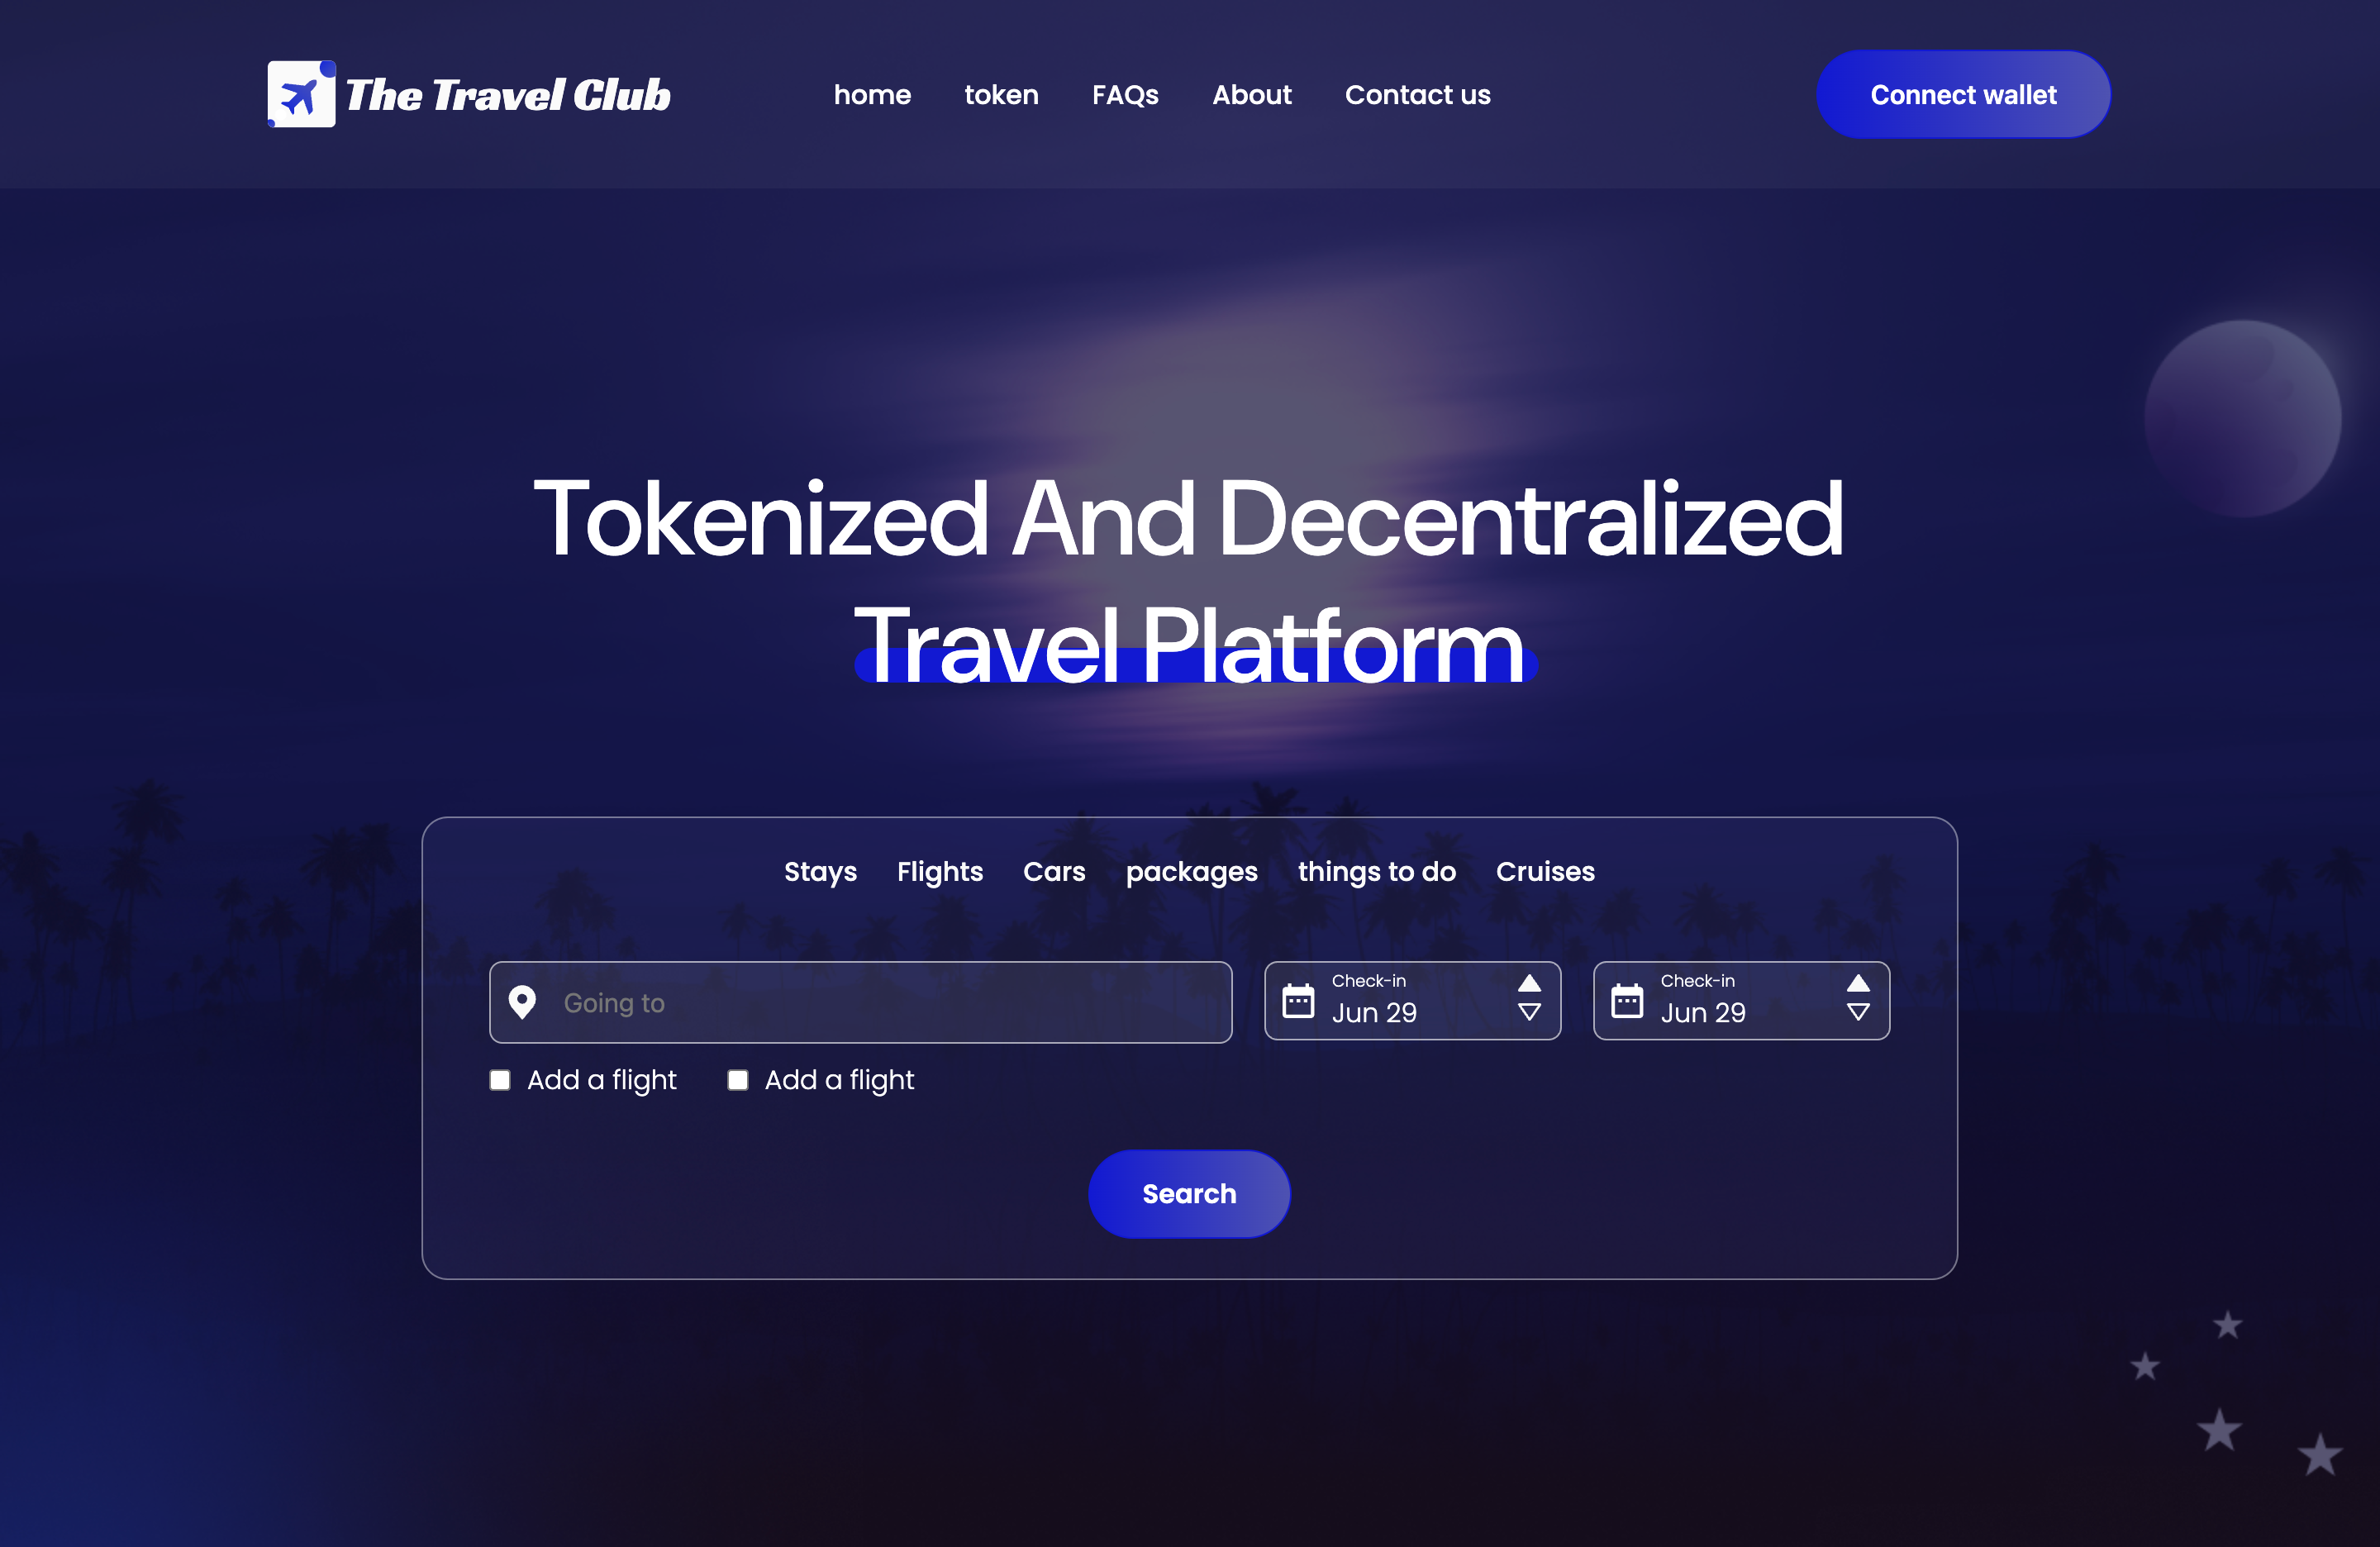 The Travel Club
home token FAQs About Contact us
Connect wallet
Tokenized And Decentralized
Travel Platform
Stays Flights Cars packages things to do Cruises
Going to
Check-in
Jun 29
Check-in
Jun 29
Add a flight Add a flight
Search